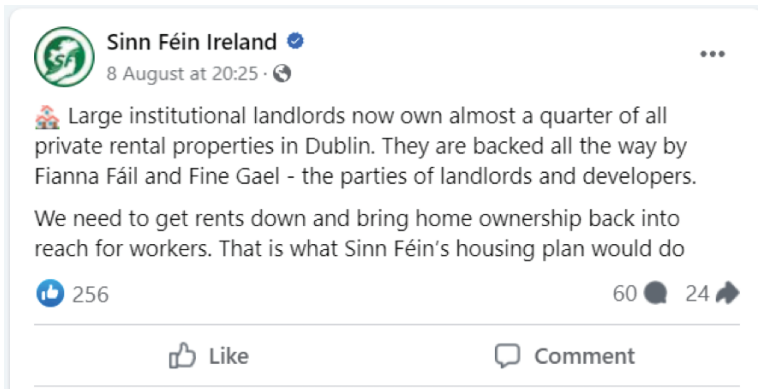 Sinn Féin Ireland
8 August at 20:25 ·
Large institutional landlords now own almost a quarter of all
private rental properties in Dublin. They are backed all the way by
Fianna Fáil and Fine Gael - the parties of landlords and developers.
We need to get rents down and bring home ownership back into
reach for workers. That is what Sinn Féin’s housing plan would do
256
60 24
Like Comment